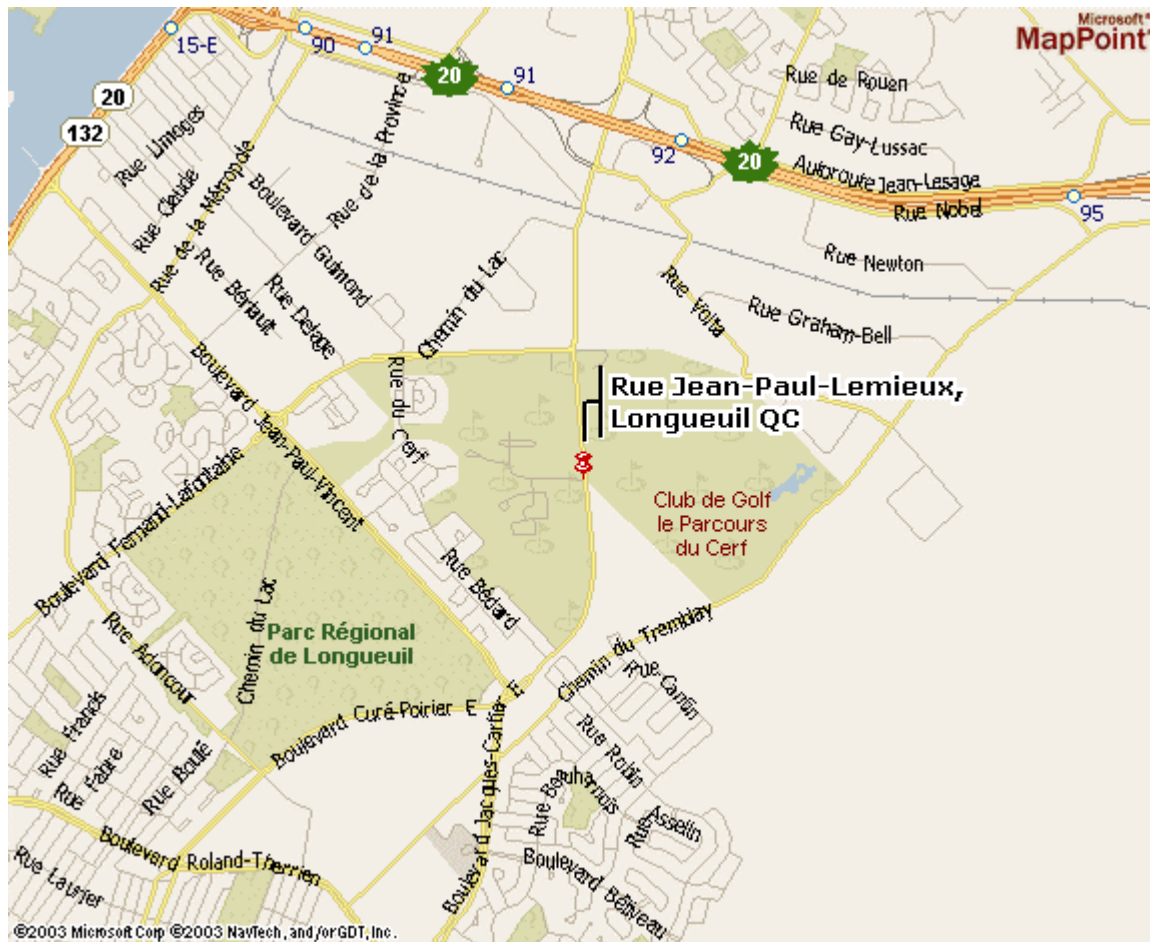 Microsoft®
MapPoint®
15-E
90
91
20
91
20
132
92
20
95
Rue de Rouen
Rue Gay-Lussac
Autoroute Jean-Lesage
Rue Nobel
Rue Newton
Rue Graham-Bell
Rue Volta
Rue Limoges
Rue Claude
Rue de la Métropole
Rue de la Province
Boulevard Guimond
Rue Bériault
Rue Delage
Chemin du Lac
Rue du Cerf
Boulevard Jean-Paul-Vincent
Boulevard Fernand-Lafontaine
Rue Jean-Paul-Lemieux,
Longueuil QC
Club de Golf
le Parcours
du Cerf
Rue Bédard
Parc Régional
de Longueuil
Chemin du Lac
Rue Adoncour
Chemin du Tremblay
Rue Cantin
Boulevard Curé-Poirier E
Boulevard Jacques-Cartier E
Rue Robin
Rue Beauharnois
Rue Asselin
Boulevard Béliveau
Rue Francis
Rue Fabre
Rue Boulé
Boulevard Roland-Therrien
Rue Laurier
©2003 Microsoft Corp ©2003 NavTech, and/or GDT, Inc.